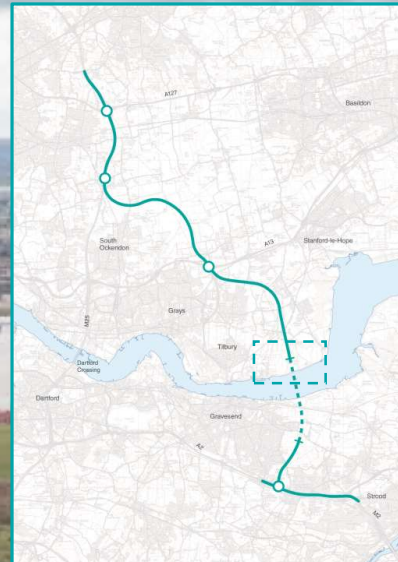 A127
Basildon
South
Ockendon
A13
Stanford-le-Hope
M25
Grays
Tilbury
Dartford
Crossing
Dartford
Gravesend
A2
Strood
M2